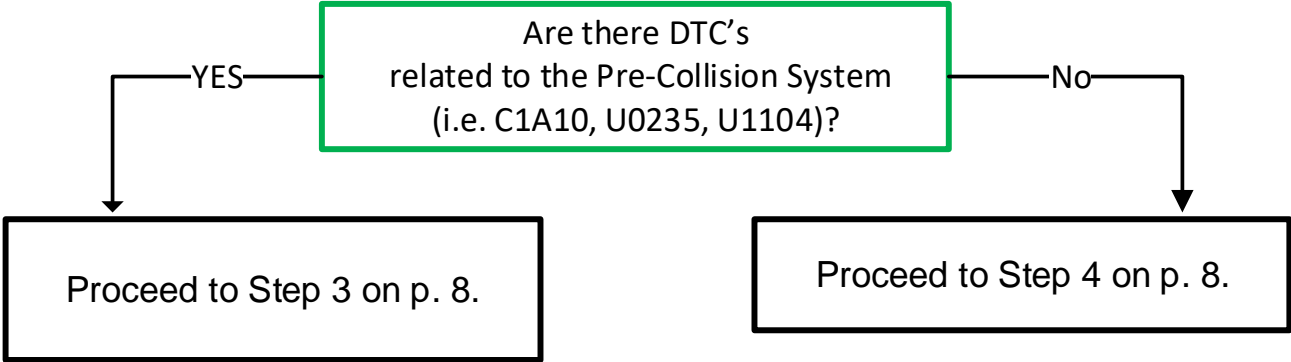 Are there DTC’s
related to the Pre-Collision System
(i.e. C1A10, U0235, U1104)?
YES
No
Proceed to Step 3 on p. 8.
Proceed to Step 4 on p. 8.